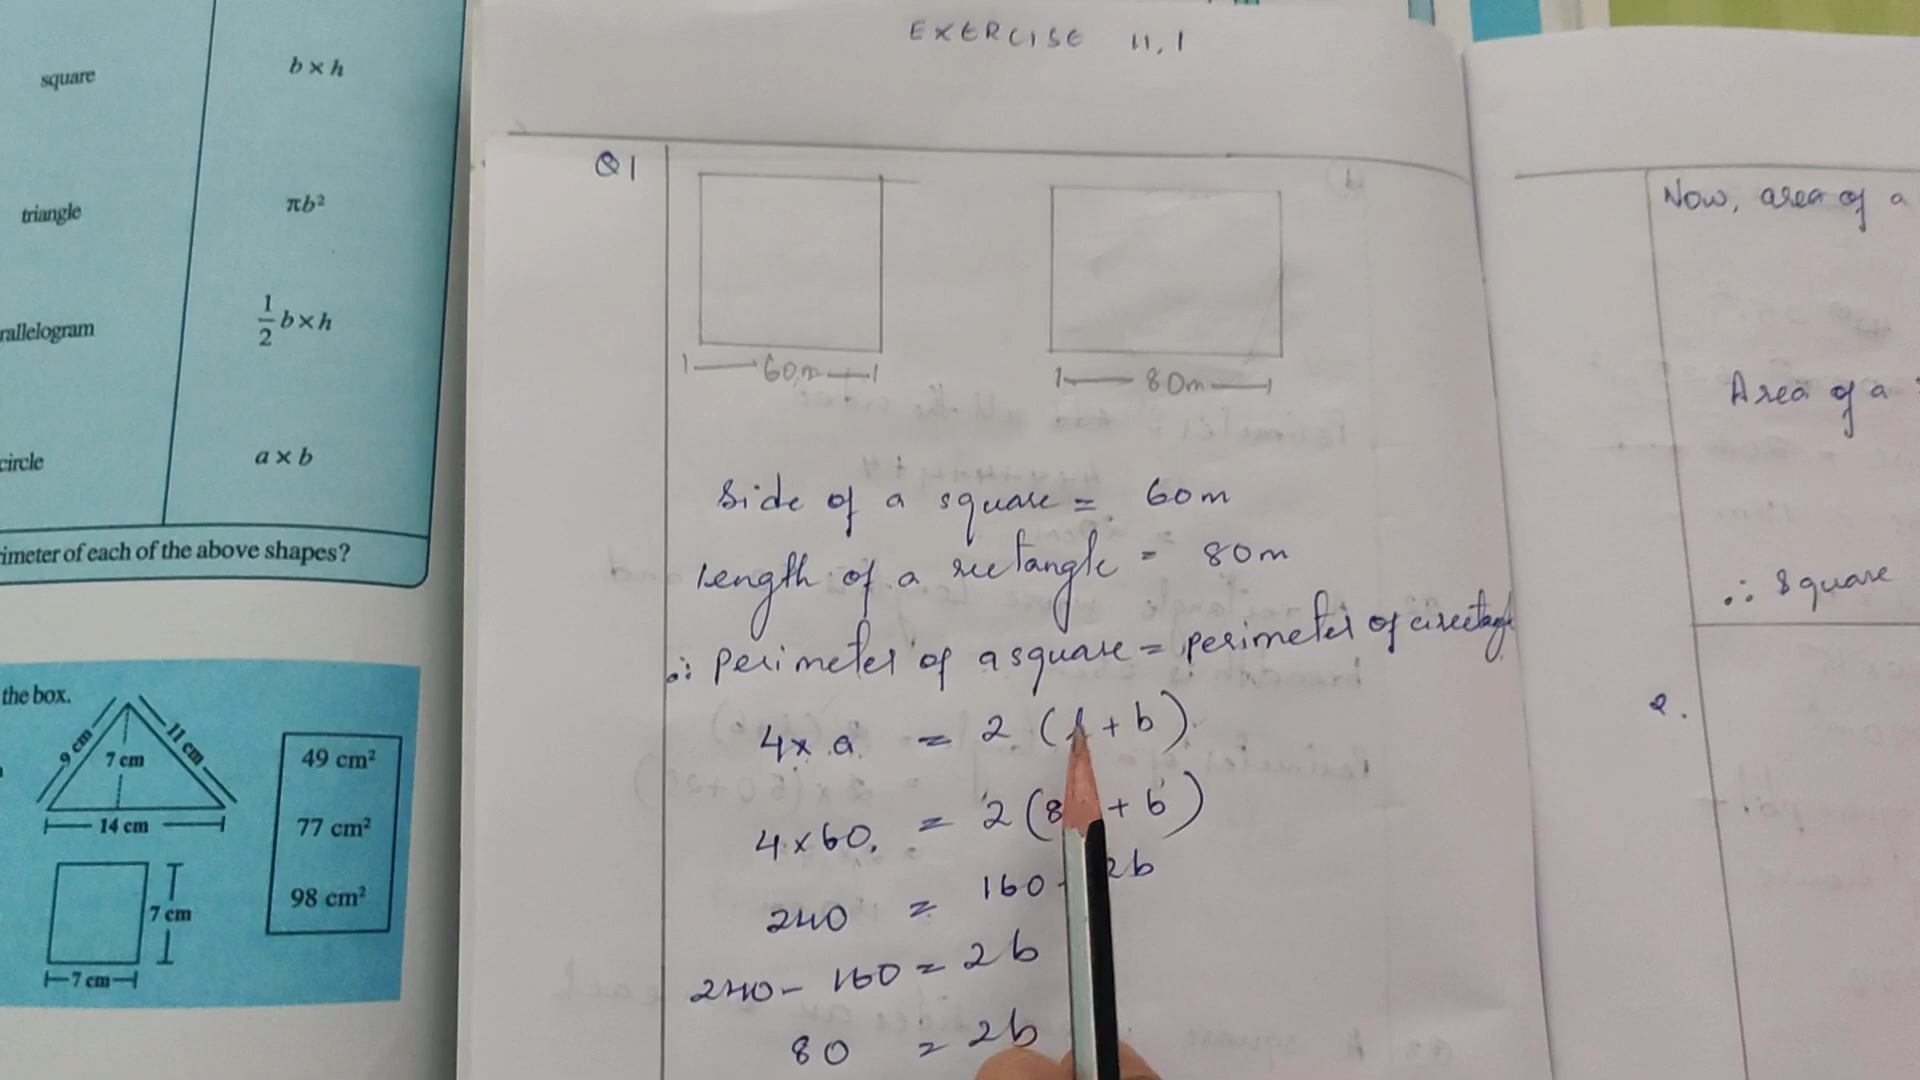 square b × h
triangle πb²
rallelogram 1/2 b × h
circle a × b
imeter of each of the above shapes?
the box.
9 cm 7 cm 11 cm
14 cm
7 cm
7 cm
49 cm²
77 cm²
98 cm²
EXERCISE 11.1
Q1
60m 80m
Side of a square = 60m
length of a rectangle = 80m
∴ perimeter of a square = perimeter of a rectangle
4 × a = 2 (l + b)
4 × 60. = 2 (8 + b)
240 = 160 2b
240 - 160 = 2b
80 = 2b
Now, area of a
Area of a
∴ Square
2.